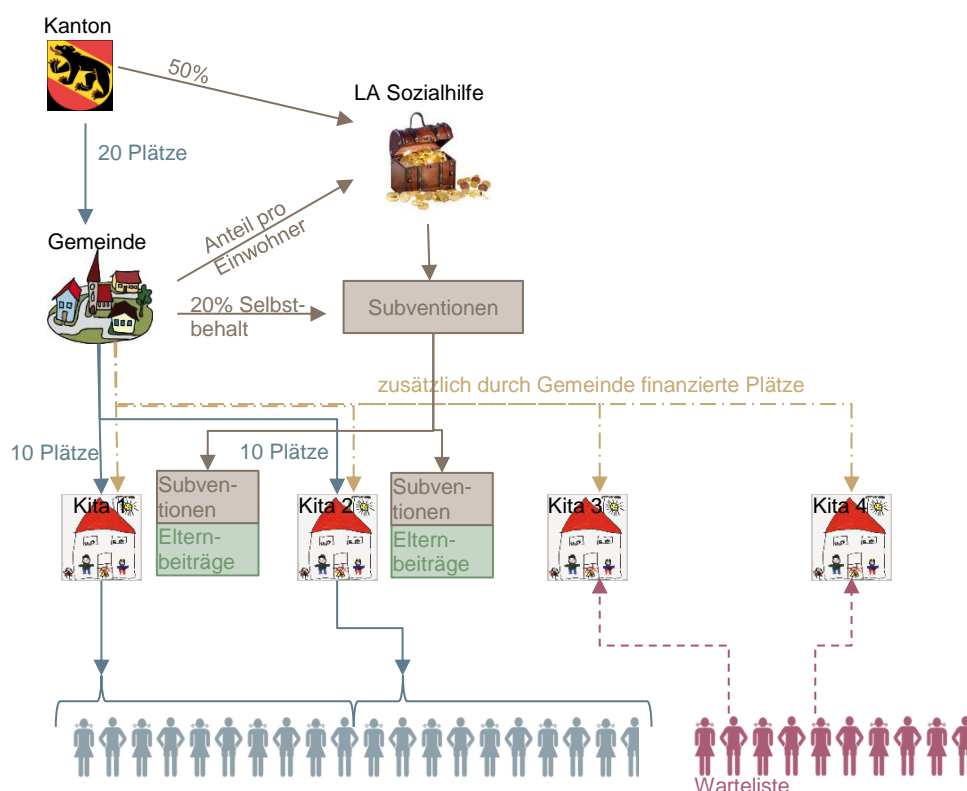 Kanton
50%
LA Sozialhilfe
20 Plätze
Anteil pro
Einwohner
Gemeinde
20% Selbst-
behalt
Subventionen
zusätzlich durch Gemeinde finanzierte Plätze
10 Plätze
10 Plätze
Kita 1
Subven-
tionen
Eltern-
beiträge
Kita 2
Subven-
tionen
Eltern-
beiträge
Kita 3
Kita 4
Warteliste